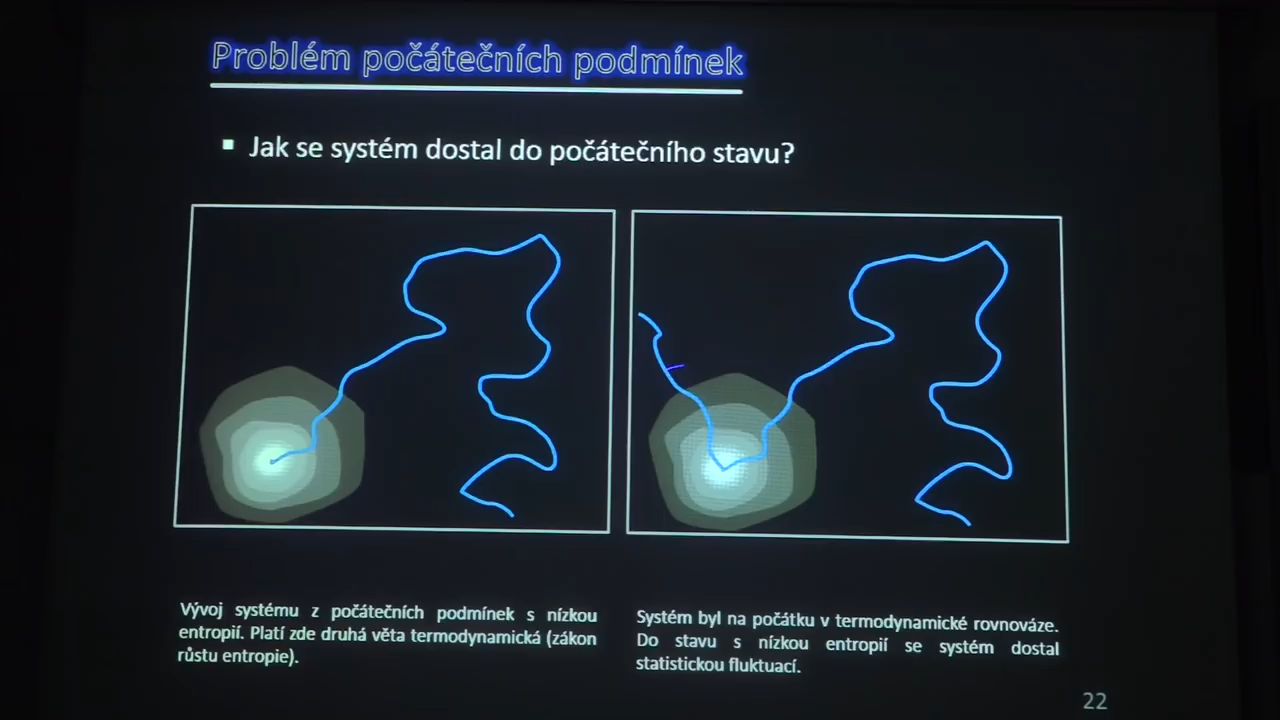 Problém počátečních podmínek
▪ Jak se systém dostal do počátečního stavu?
Vývoj systému z počátečních podmínek s nízkou
entropií. Platí zde druhá věta termodynamická (zákon
růstu entropie).
Systém byl na počátku v termodynamické rovnováze.
Do stavu s nízkou entropií se systém dostal
statistickou fluktuací.
22